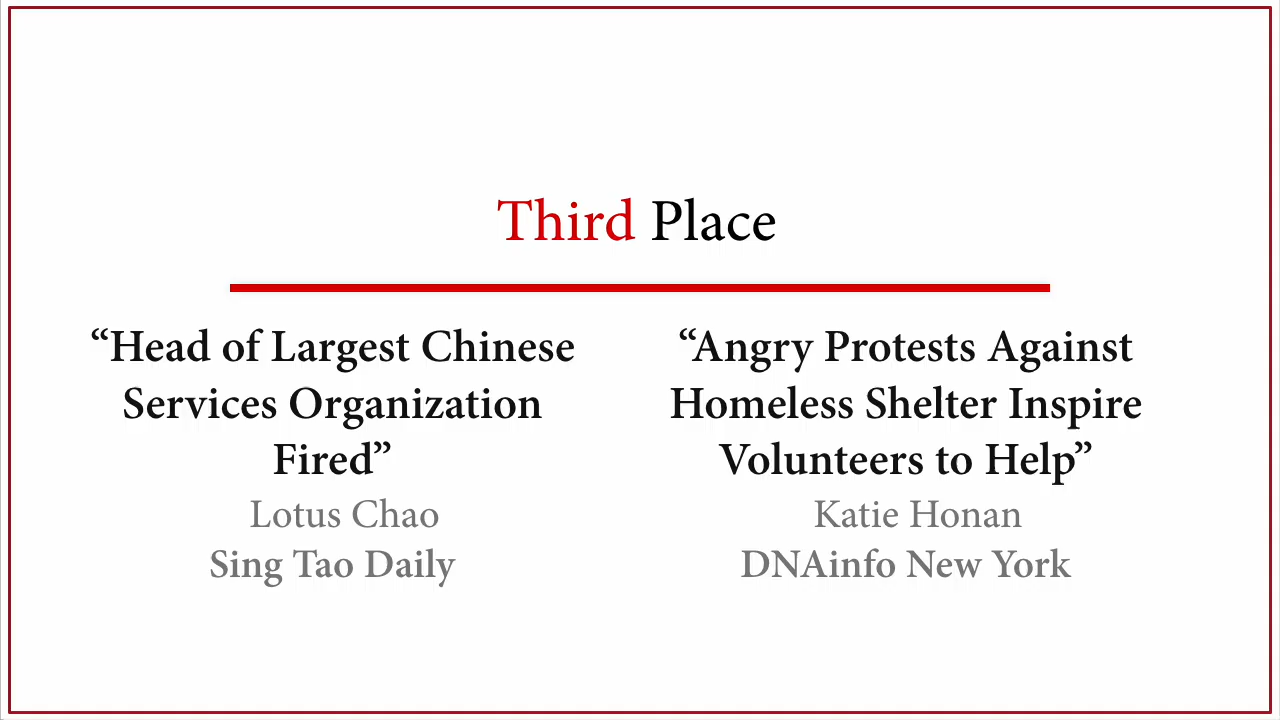 Third Place
“Head of Largest Chinese
Services Organization
Fired”
Lotus Chao
Sing Tao Daily
“Angry Protests Against
Homeless Shelter Inspire
Volunteers to Help”
Katie Honan
DNAinfo New York